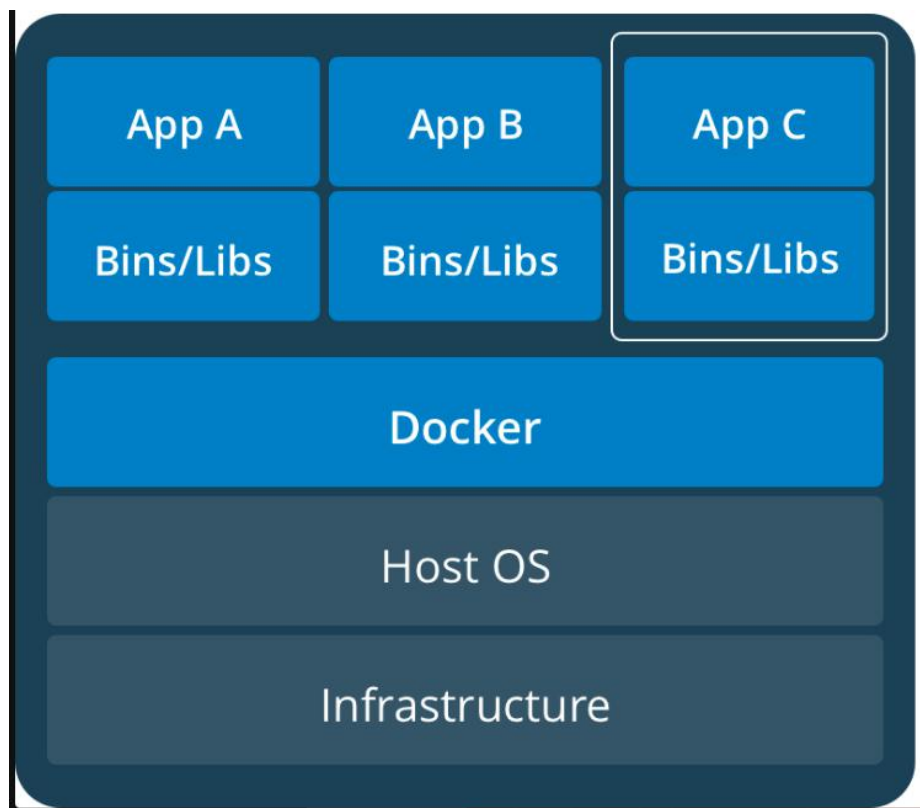 App A App B App C
Bins/Libs Bins/Libs Bins/Libs
Docker
Host OS
Infrastructure